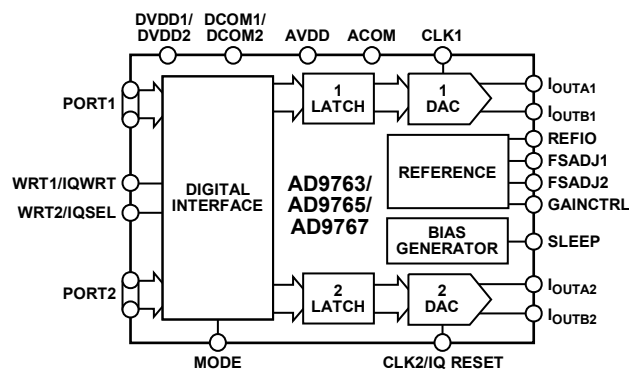 DVDD1/
DVDD2
DCOM1/
DCOM2
AVDD
ACOM
CLK1
PORT1
1
LATCH
1
DAC
IOUTA1
IOUTB1
REFIO
REFERENCE
FSADJ1
FSADJ2
GAINCTRL
WRT1/IQWRT
WRT2/IQSEL
DIGITAL
INTERFACE
AD9763/
AD9765/
AD9767
BIAS
GENERATOR
SLEEP
PORT2
2
LATCH
2
DAC
IOUTA2
IOUTB2
MODE
CLK2/IQ RESET